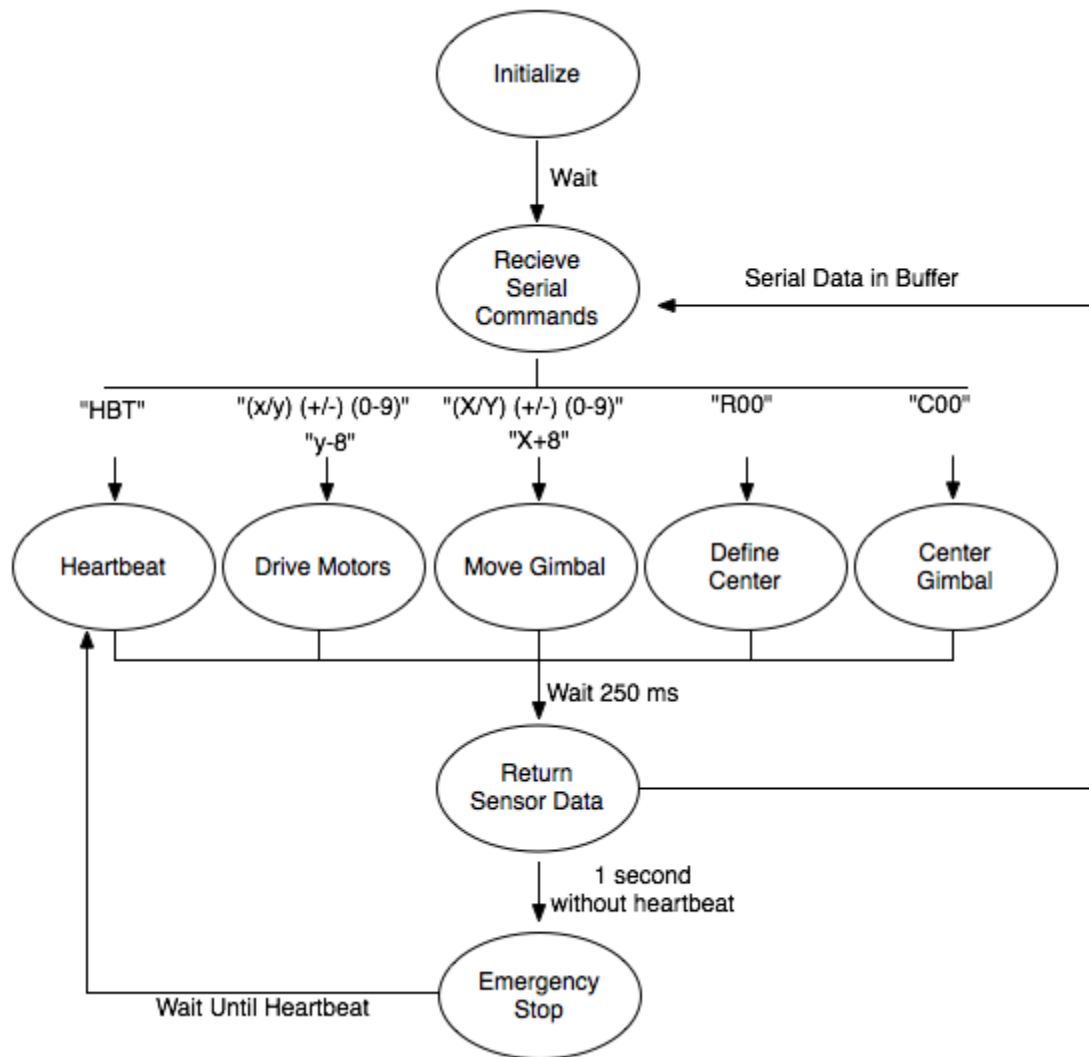 Initialize
Wait
Recieve
Serial
Commands
Serial Data in Buffer
"HBT"
"(x/y) (+/-) (0-9)"
"y-8"
"(X/Y) (+/-) (0-9)"
"X+8"
"R00"
"C00"
Heartbeat
Drive Motors
Move Gimbal
Define
Center
Center
Gimbal
Wait 250 ms
Return
Sensor Data
1 second
without heartbeat
Emergency
Stop
Wait Until Heartbeat